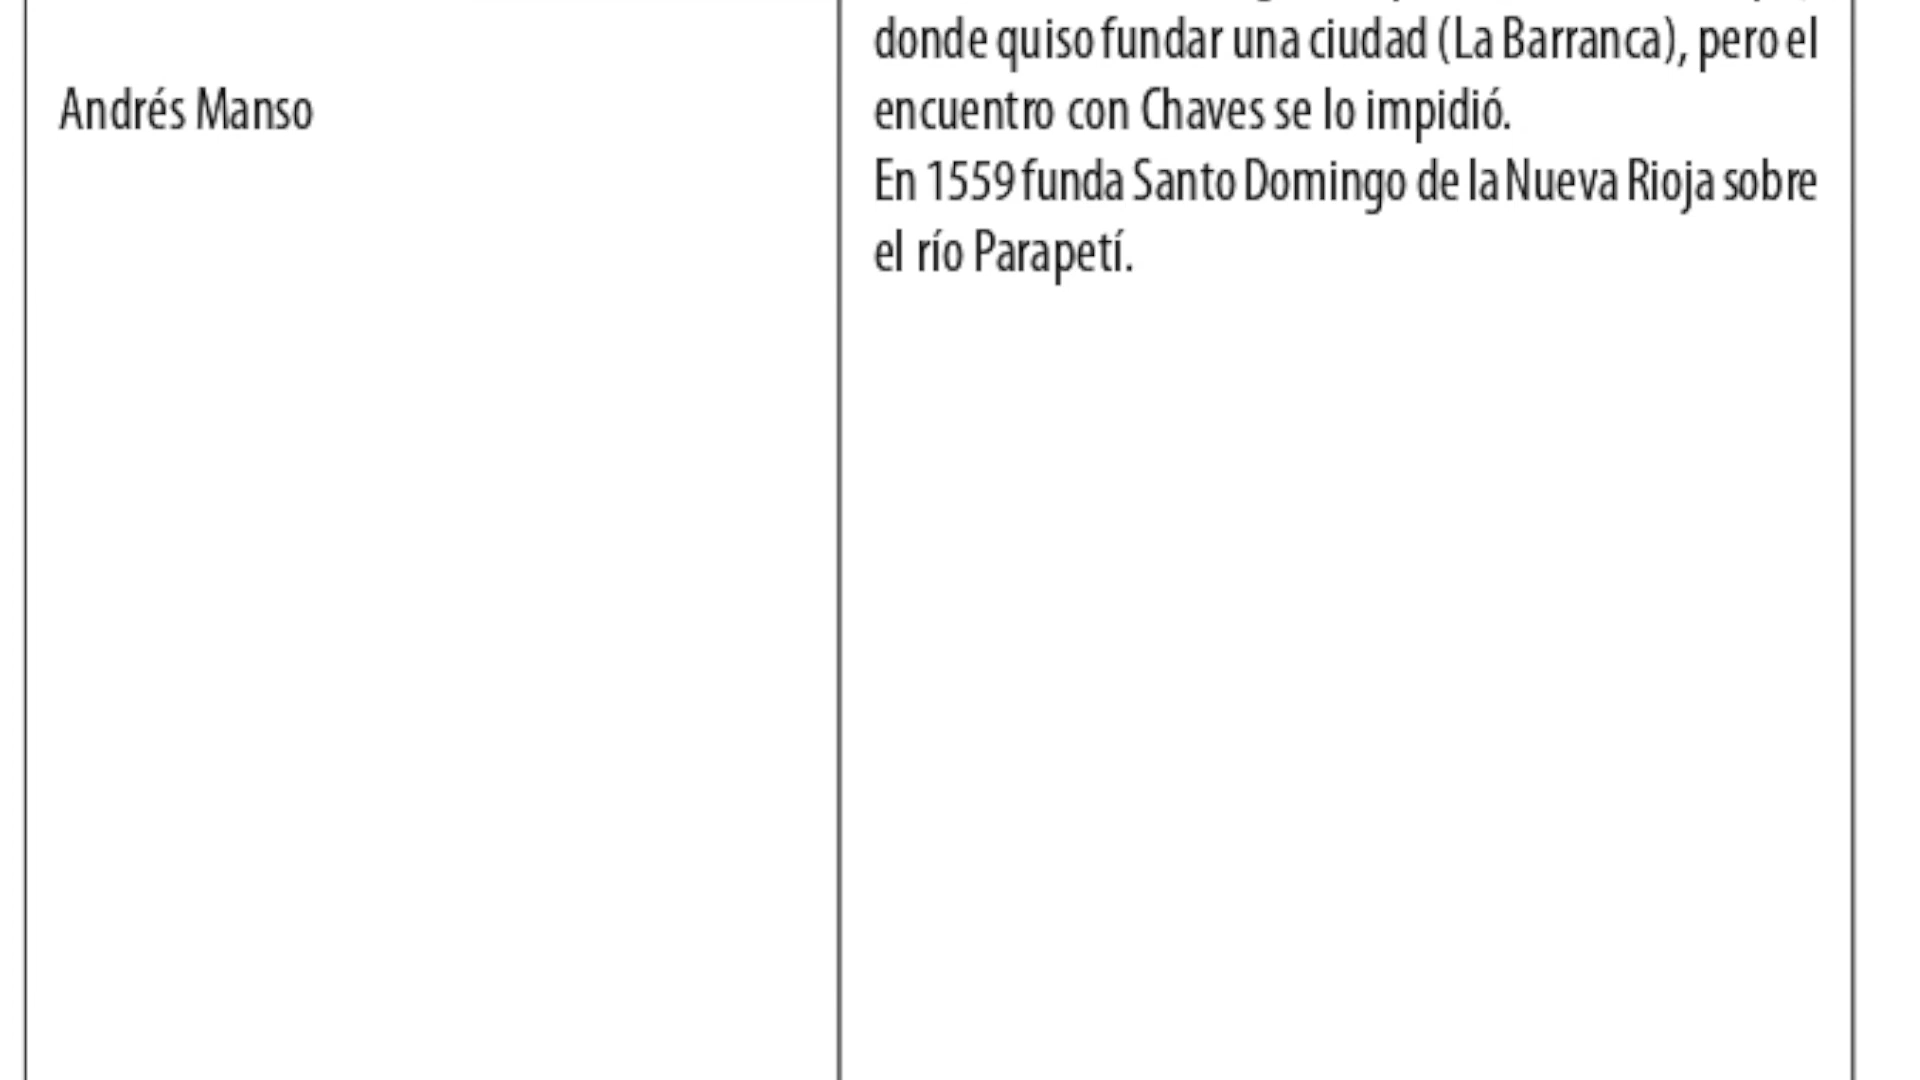 donde quiso fundar una ciudad (La Barranca), pero el
Andrés Manso
encuentro con Chaves se lo impidió.
En 1559 funda Santo Domingo de la Nueva Rioja sobre
el río Parapetí.